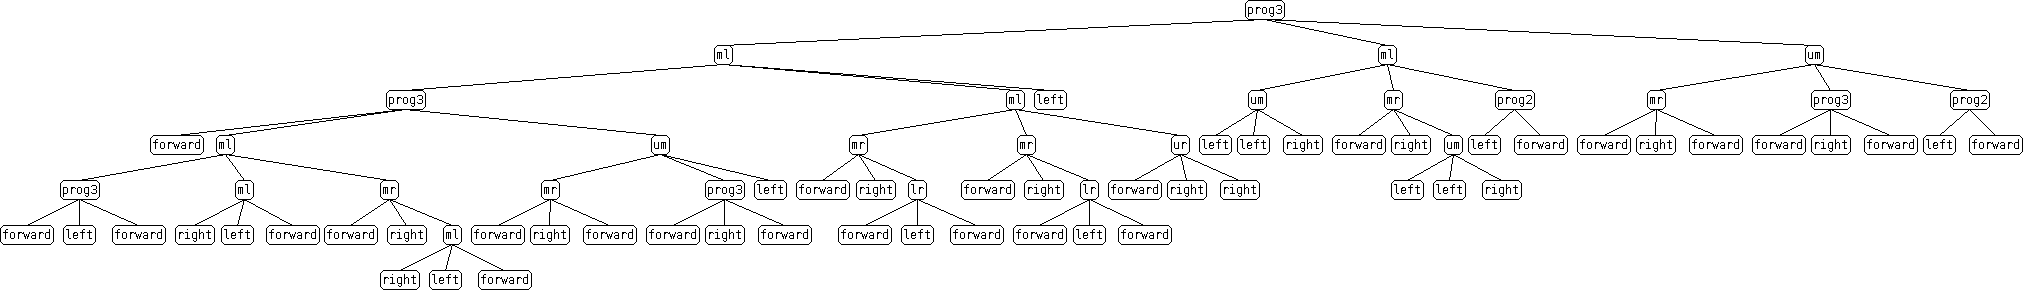 prog3
ml ml um
prog3 ml left um mr prog2 mr prog3 prog2
forward ml um mr mr ur left left right forward right um left forward forward right forward forward right forward left forward
prog3 ml mr mr prog3 left forward right lr forward right lr forward right right left left right
forward left forward right left forward forward right ml forward right forward forward right forward forward left forward forward left forward
right left forward